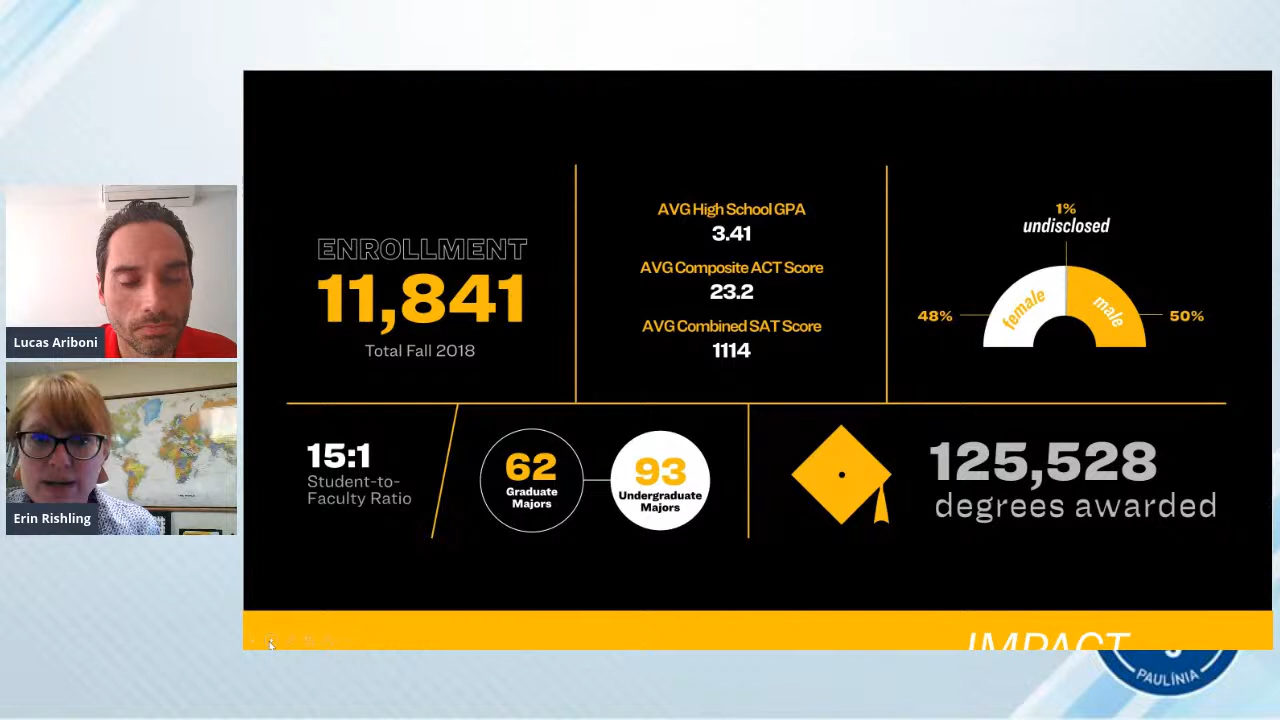 Lucas Ariboni
Erin Rishling
ENROLLMENT
11,841
Total Fall 2018
AVG High School GPA
3.41
AVG Composite ACT Score
23.2
AVG Combined SAT Score
1114
1%
undisclosed
48%
female
male
50%
15:1
Student-to-
Faculty Ratio
62
Graduate
Majors
93
Undergraduate
Majors
125,528
degrees awarded
IMPACT
PAULÍNIA